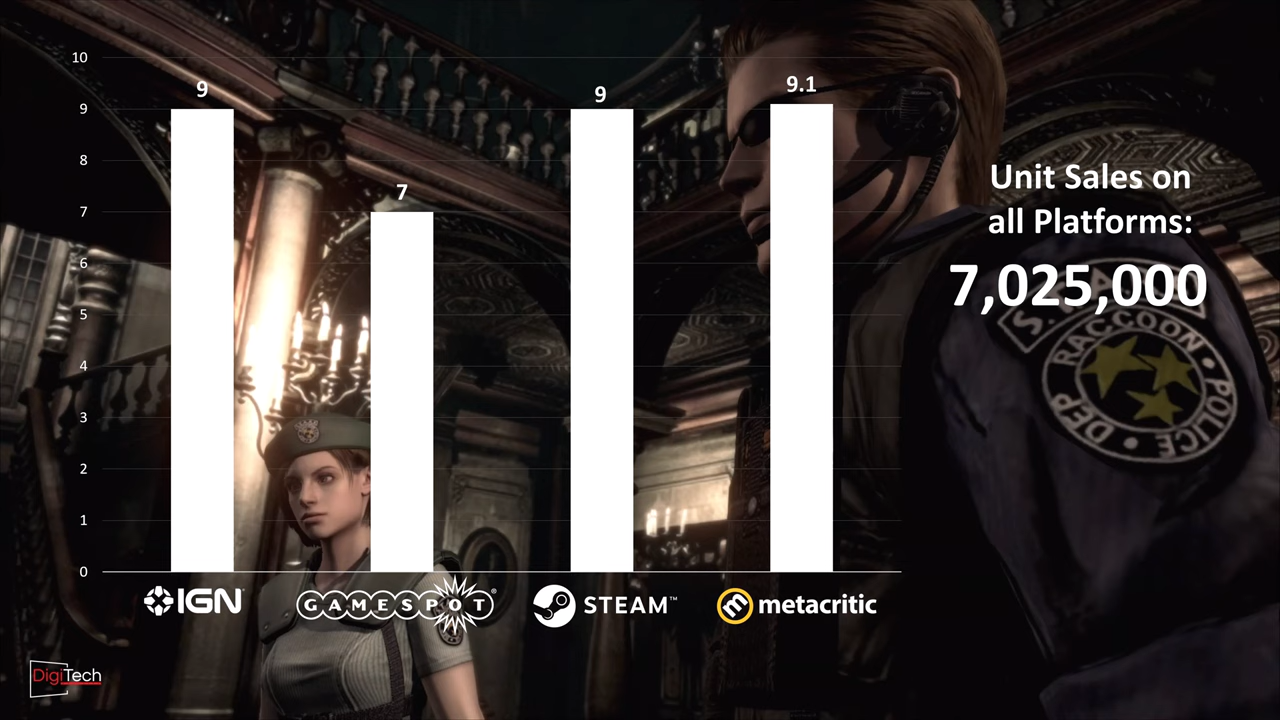 10
9
8
7
6
5
4
3
2
1
0
9
7
9
9.1
IGN
GAMESPOT®
STEAM™
metacritic
Unit Sales on
all Platforms:
7,025,000
RACCOON • POLICE • DEP
DigiTech